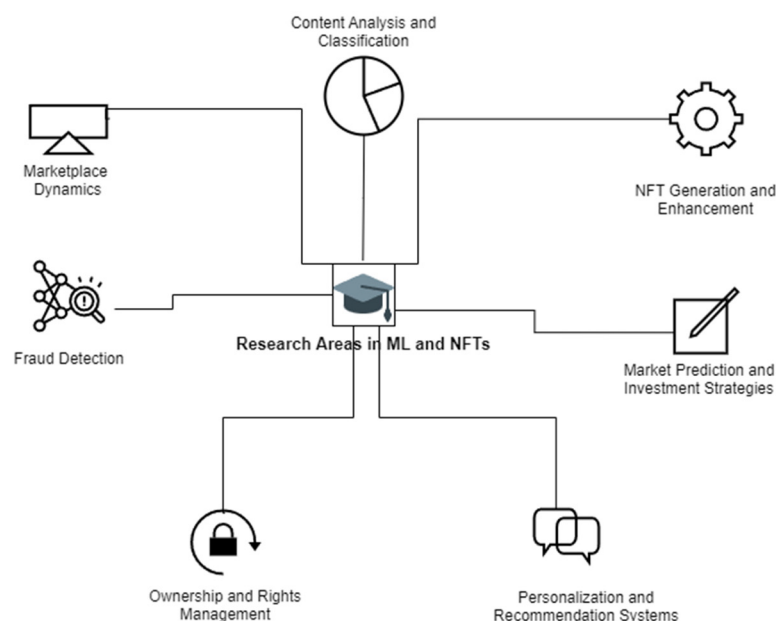 Content Analysis and
Classification
Marketplace
Dynamics
NFT Generation and
Enhancement
Fraud Detection
Research Areas in ML and NFTs
Market Prediction and
Investment Strategies
Ownership and Rights
Management
Personalization and
Recommendation Systems